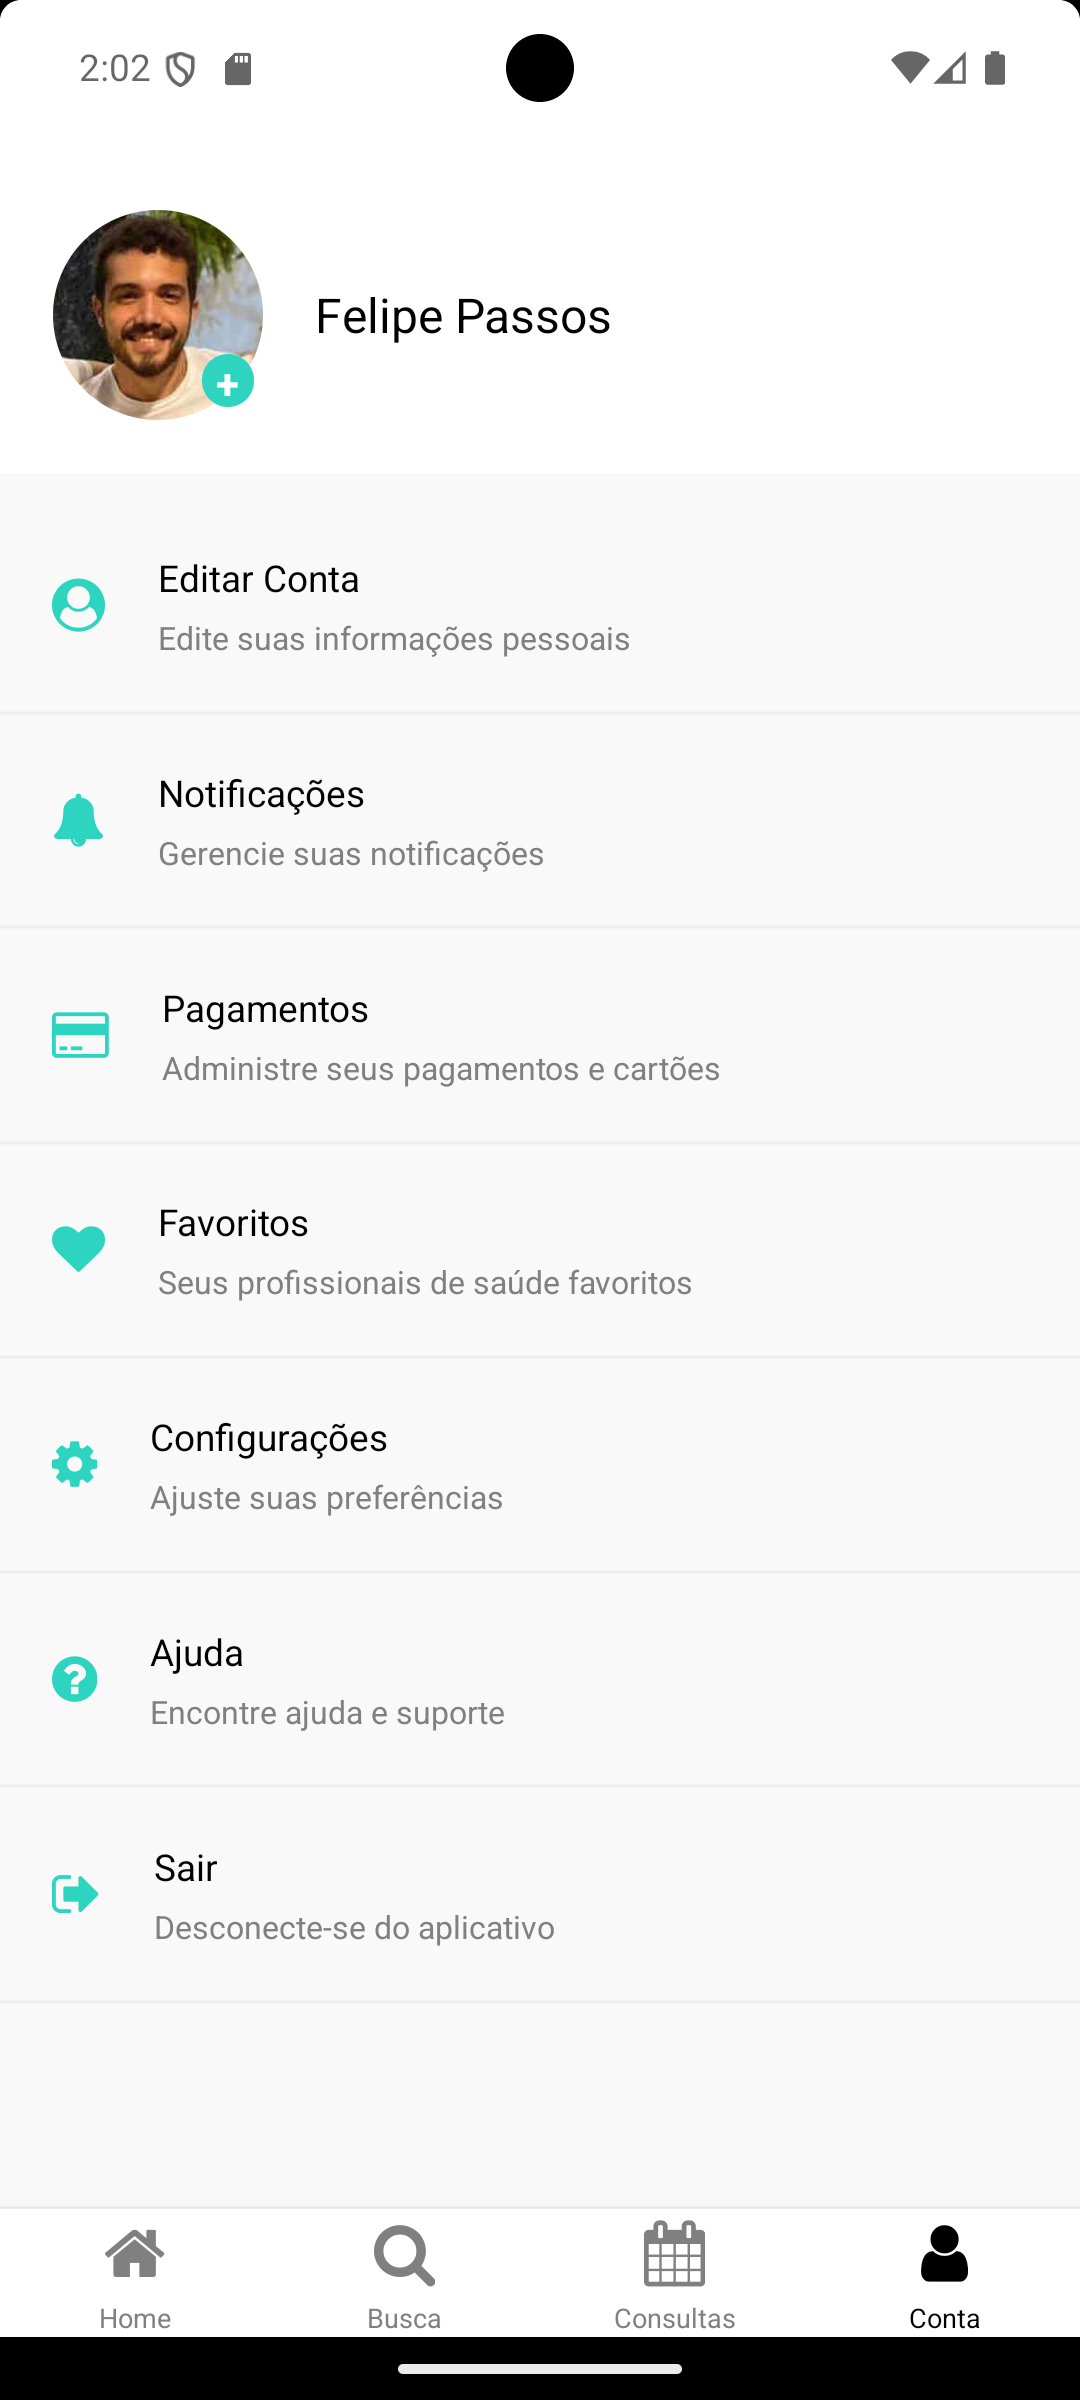 2:02
Felipe Passos
Editar Conta
Edite suas informações pessoais
Notificações
Gerencie suas notificações
Pagamentos
Administre seus pagamentos e cartões
Favoritos
Seus profissionais de saúde favoritos
Configurações
Ajuste suas preferências
Ajuda
Encontre ajuda e suporte
Sair
Desconecte-se do aplicativo
Home
Busca
Consultas
Conta